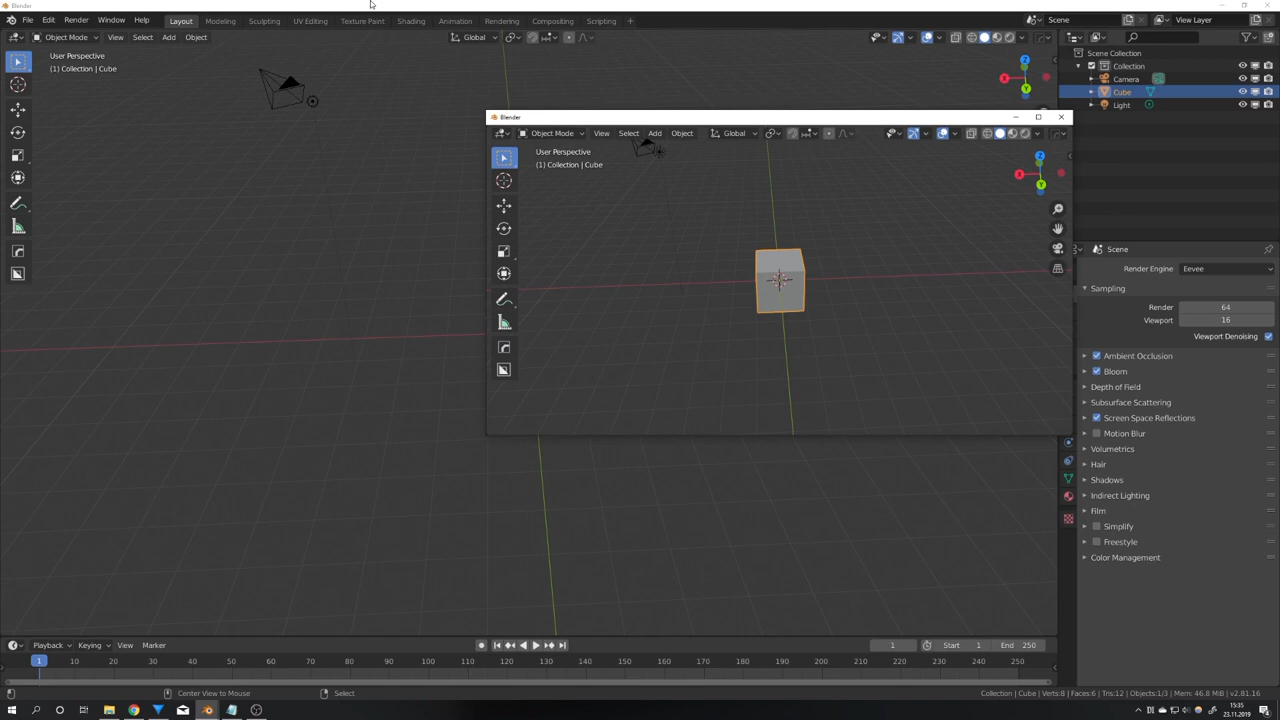 Blender
File Edit Render Window Help Layout Modeling Sculpting UV Editing Texture Paint Shading Animation Rendering Compositing Scripting + Scene View Layer
Object Mode View Select Add Object Global
User Perspective
(1) Collection | Cube
Scene Collection
Collection
Camera
Cube
Light
X Z Y
Blender
Object Mode View Select Add Object Global
User Perspective
(1) Collection | Cube
X Z Y
Scene
Render Engine Eevee
Sampling
Render 64
Viewport 16
Viewport Denoising
Ambient Occlusion
Bloom
Depth of Field
Subsurface Scattering
Screen Space Reflections
Motion Blur
Volumetrics
Hair
Shadows
Indirect Lighting
Film
Simplify
Freestyle
Color Management
Playback Keying View Marker 1 Start 1 End 250
1 10 20 30 40 50 60 70 80 90 100 110 120 130 140 150 160 170 180 190 200 210 220 230 240 250
Center View to Mouse Select Collection | Cube | Verts:8 | Faces:6 | Tris:12 | Objects:1/3 | Mem: 46.8 MiB | v2.81.16
15:35
23.11.2019